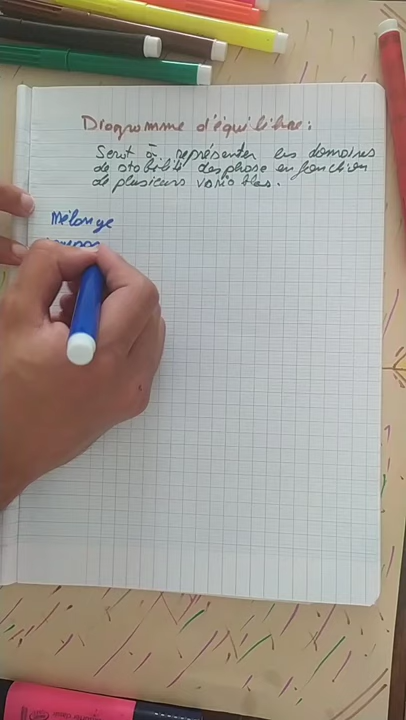 Diagramme d'équilibre:
Sert à représenter les domaines
de stabilité des phase en fonction
de plusieurs variables.
Mélange